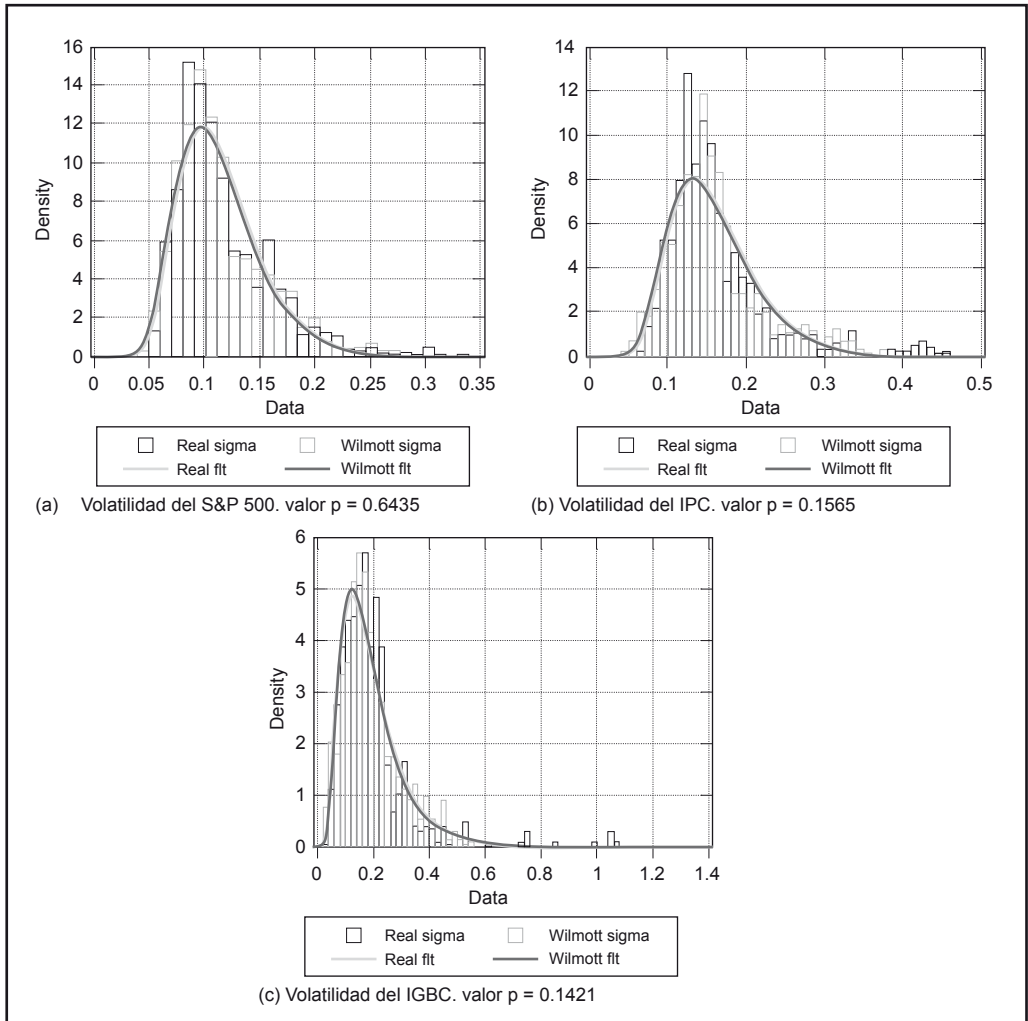 16
14
12
10
8
6
4
2
0
Density
0 0.05 0.1 0.15 0.20 0.25 0.3 0.35
Data
Real sigma Wilmott sigma
Real flt Wilmott flt
(a) Volatilidad del S&P 500. valor p = 0.6435
14
12
10
8
6
4
2
0
Density
0 0.1 0.2 0.3 0.4 0.5
Data
Real sigma Wilmott sigma
Real flt Wilmott flt
(b) Volatilidad del IPC. valor p = 0.1565
6
5
4
3
2
1
0
Density
0 0.2 0.4 0.6 0.8 1 1.2 1.4
Data
Real sigma Wilmott sigma
Real flt Wilmott flt
(c) Volatilidad del IGBC. valor p = 0.1421